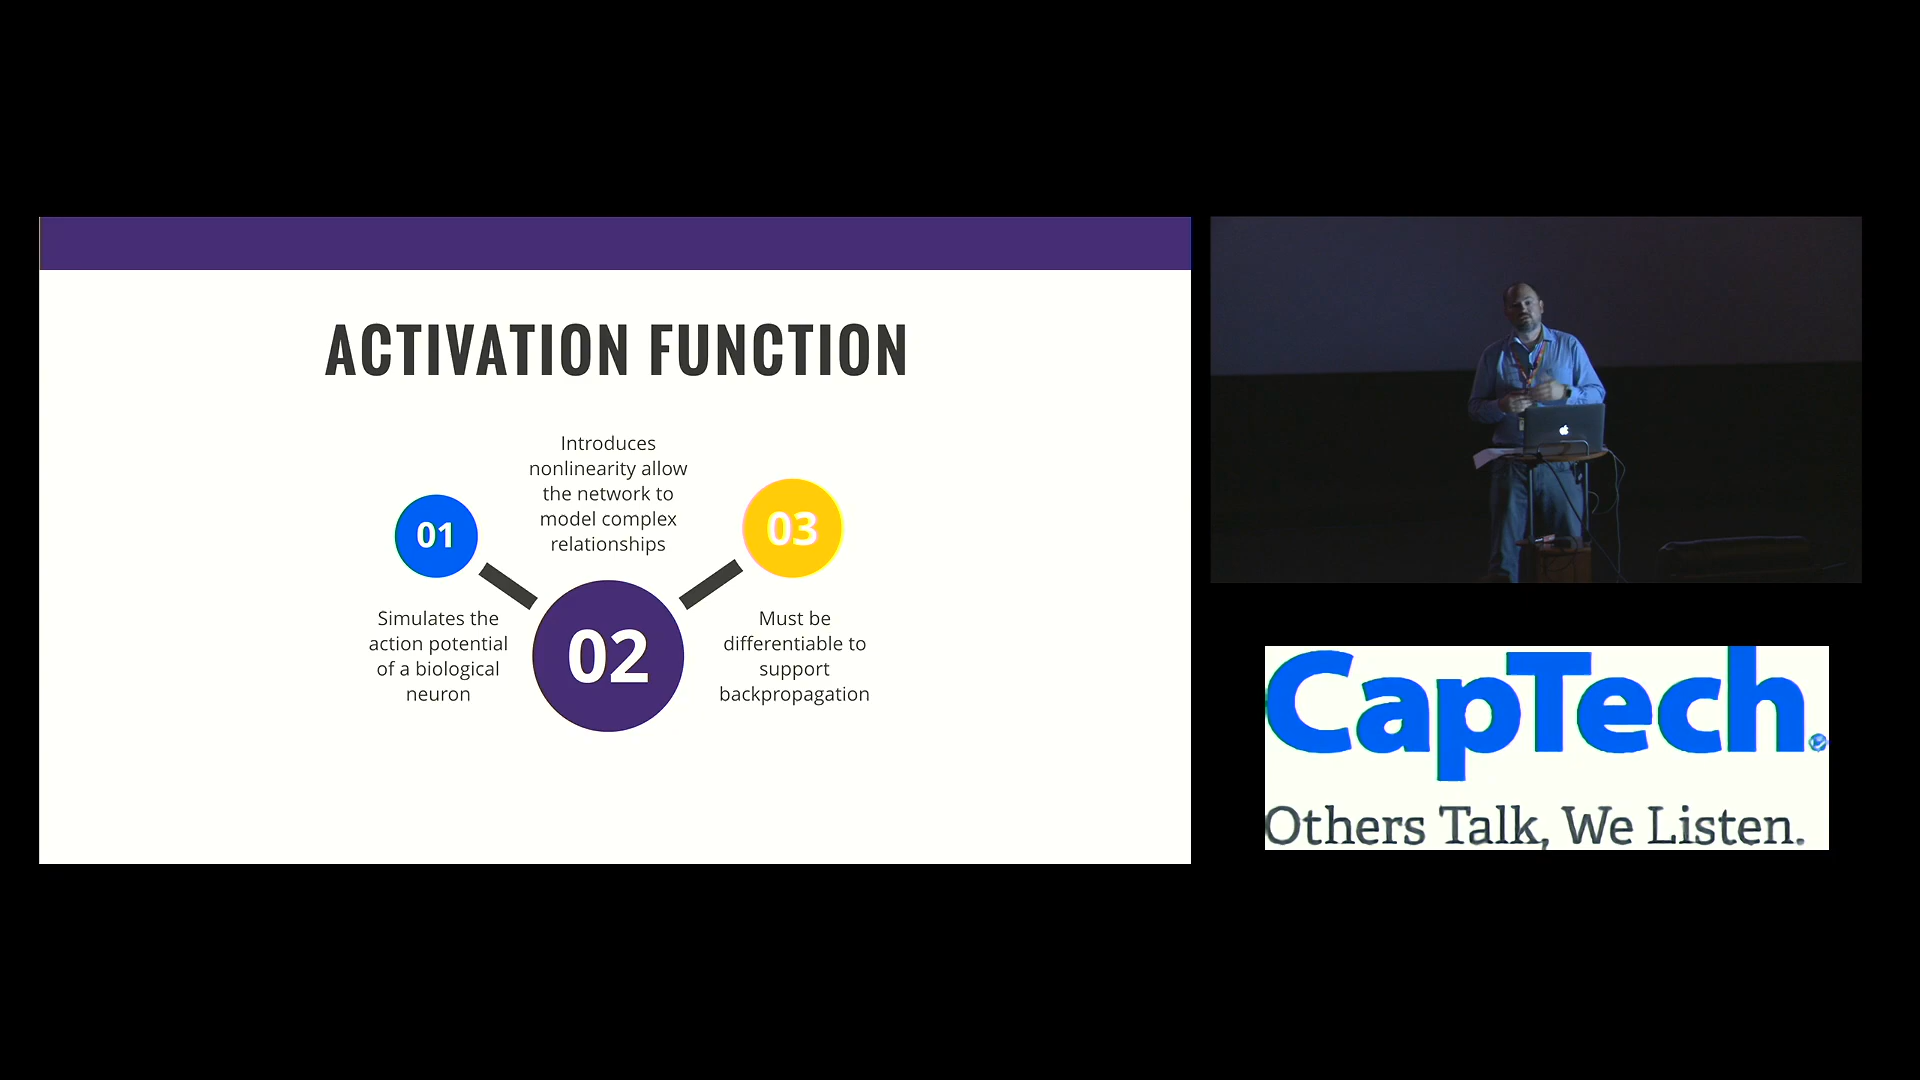 ACTIVATION FUNCTION
01
Simulates the
action potential
of a biological
neuron
Introduces
nonlinearity allow
the network to
model complex
relationships
02
03
Must be
differentiable to
support
backpropagation
CapTech.
Others Talk, We Listen.